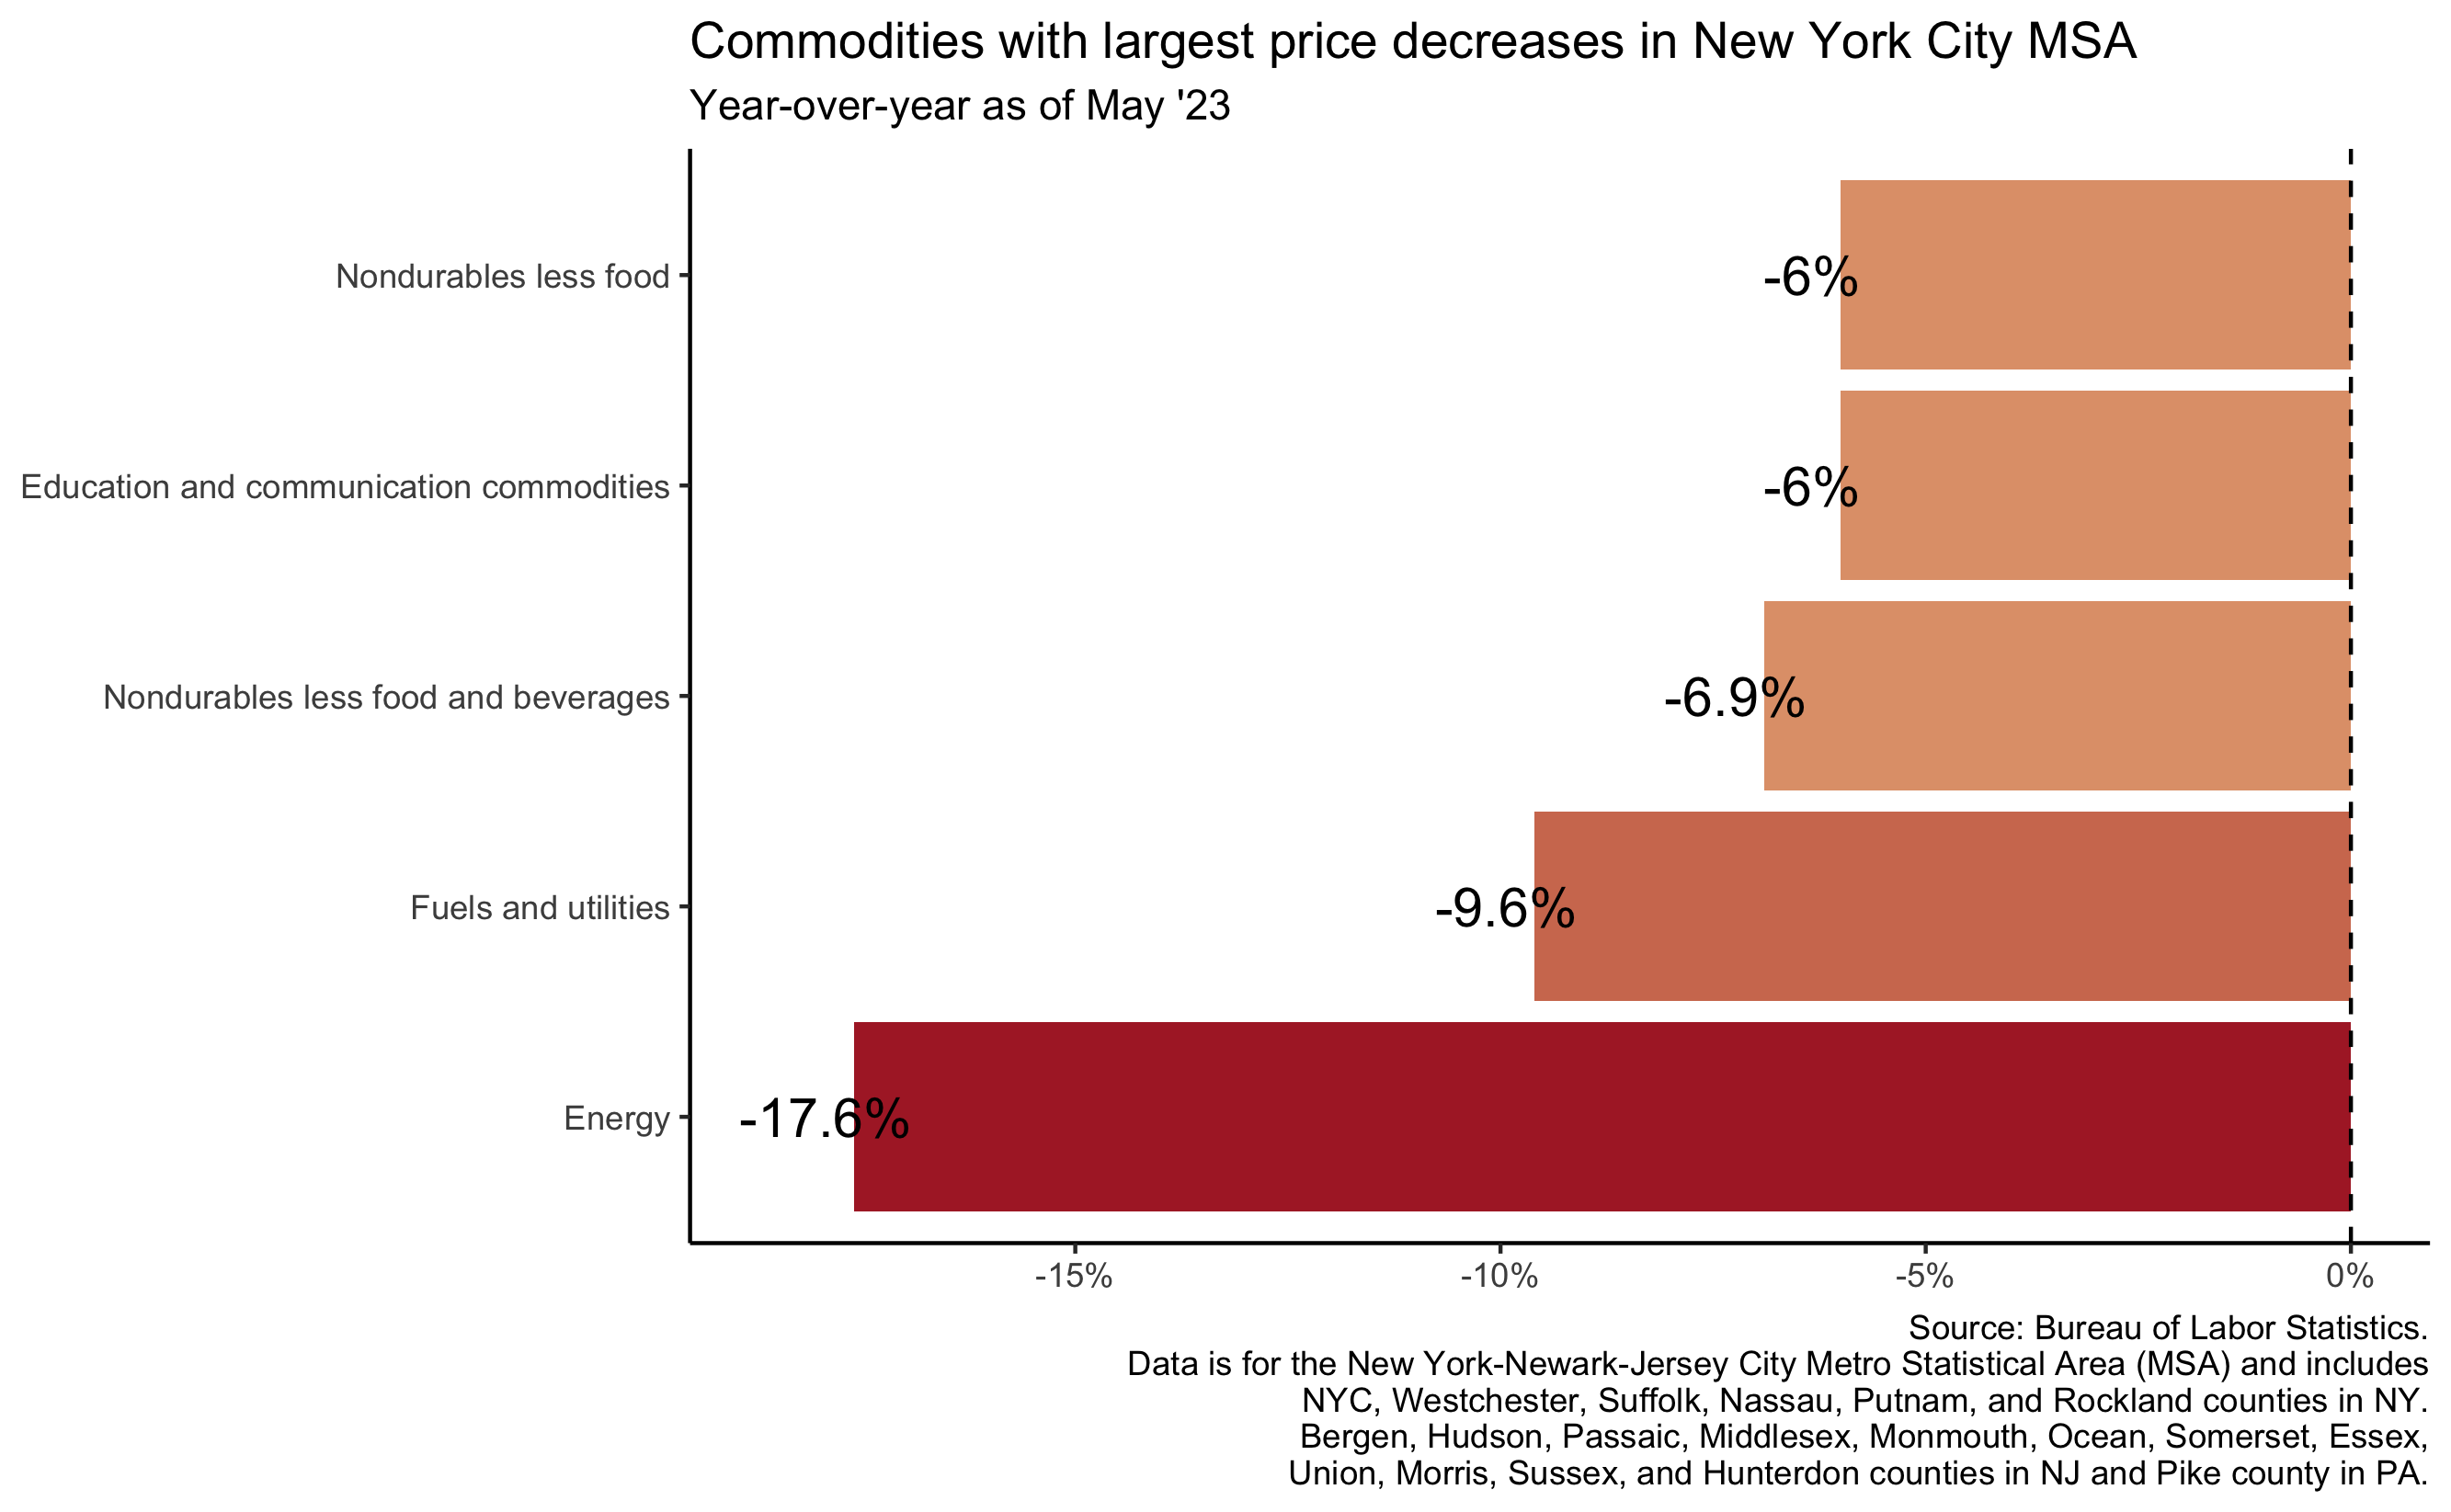 Commodities with largest price decreases in New York City MSA
Year-over-year as of May '23
Nondurables less food
-6%
Education and communication commodities
-6%
Nondurables less food and beverages
-6.9%
Fuels and utilities
-9.6%
Energy
-17.6%
-15%
-10%
-5%
0%
Source: Bureau of Labor Statistics.
Data is for the New York-Newark-Jersey City Metro Statistical Area (MSA) and includes
NYC, Westchester, Suffolk, Nassau, Putnam, and Rockland counties in NY.
Bergen, Hudson, Passaic, Middlesex, Monmouth, Ocean, Somerset, Essex,
Union, Morris, Sussex, and Hunterdon counties in NJ and Pike county in PA.